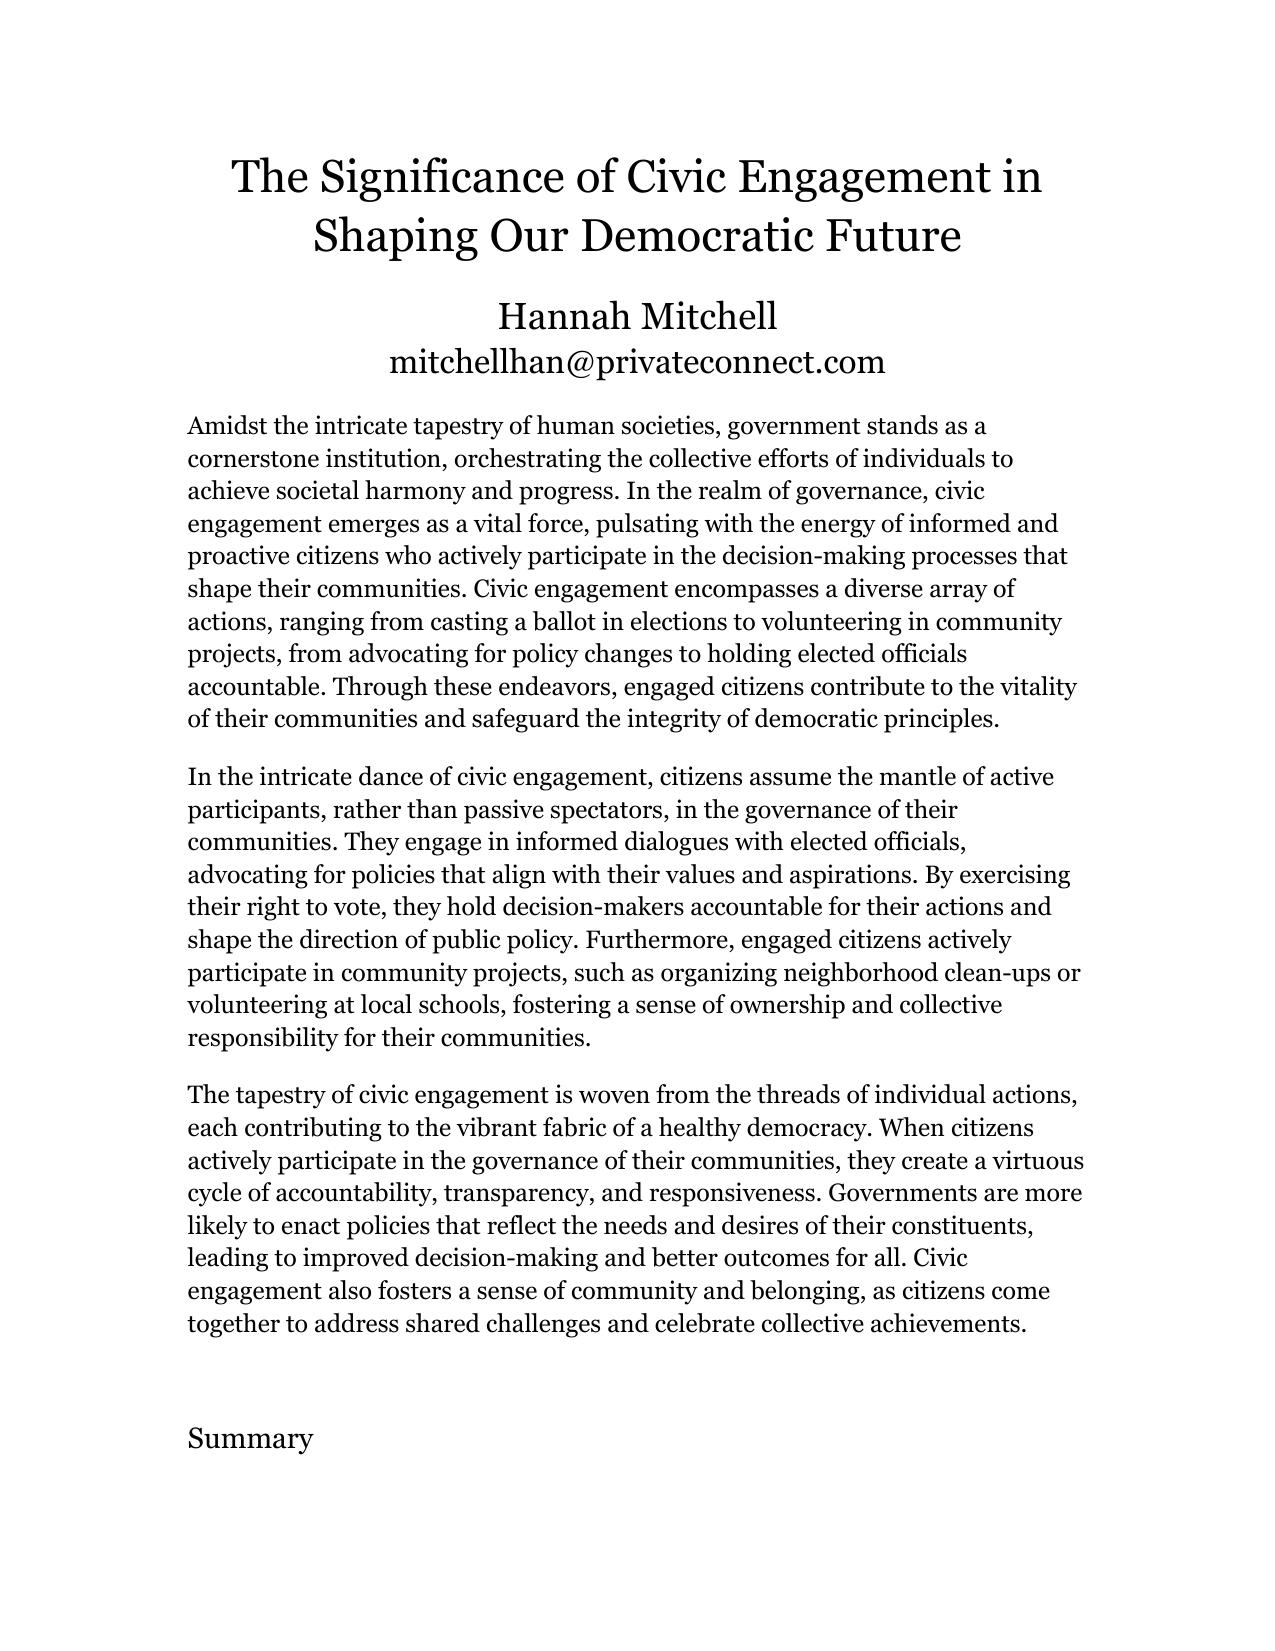 The Significance of Civic Engagement in
Shaping Our Democratic Future
Hannah Mitchell
mitchellhan@privateconnect.com
Amidst the intricate tapestry of human societies, government stands as a
cornerstone institution, orchestrating the collective efforts of individuals to
achieve societal harmony and progress. In the realm of governance, civic
engagement emerges as a vital force, pulsating with the energy of informed and
proactive citizens who actively participate in the decision-making processes that
shape their communities. Civic engagement encompasses a diverse array of
actions, ranging from casting a ballot in elections to volunteering in community
projects, from advocating for policy changes to holding elected officials
accountable. Through these endeavors, engaged citizens contribute to the vitality
of their communities and safeguard the integrity of democratic principles.
In the intricate dance of civic engagement, citizens assume the mantle of active
participants, rather than passive spectators, in the governance of their
communities. They engage in informed dialogues with elected officials,
advocating for policies that align with their values and aspirations. By exercising
their right to vote, they hold decision-makers accountable for their actions and
shape the direction of public policy. Furthermore, engaged citizens actively
participate in community projects, such as organizing neighborhood clean-ups or
volunteering at local schools, fostering a sense of ownership and collective
responsibility for their communities.
The tapestry of civic engagement is woven from the threads of individual actions,
each contributing to the vibrant fabric of a healthy democracy. When citizens
actively participate in the governance of their communities, they create a virtuous
cycle of accountability, transparency, and responsiveness. Governments are more
likely to enact policies that reflect the needs and desires of their constituents,
leading to improved decision-making and better outcomes for all. Civic
engagement also fosters a sense of community and belonging, as citizens come
together to address shared challenges and celebrate collective achievements.
Summary